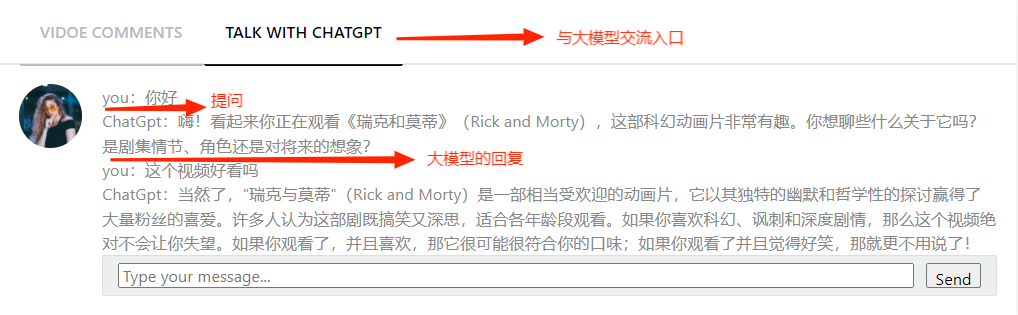 VIDOE COMMENTS
TALK WITH CHATGPT
与大模型交流入口
you：你好
提问
ChatGpt：嗨！看起来你正在观看《瑞克和莫蒂》（Rick and Morty），这部科幻动画片非常有趣。你想聊些什么关于它吗？
是剧集情节、角色还是对将来的想象？
大模型的回复
you：这个视频好看吗
ChatGpt：当然了，"瑞克与莫蒂"（Rick and Morty）是一部相当受欢迎的动画片，它以其独特的幽默和哲学性的探讨赢得了
大量粉丝的喜爱。许多人认为这部剧既搞笑又深思，适合各年龄段观看。如果你喜欢科幻、讽刺和深度剧情，那么这个视频绝
对不会让你失望。如果你观看了，并且喜欢，那它很可能很符合你的口味；如果你观看了并且觉得好笑，那就更不用说了！
Type your message...
Send